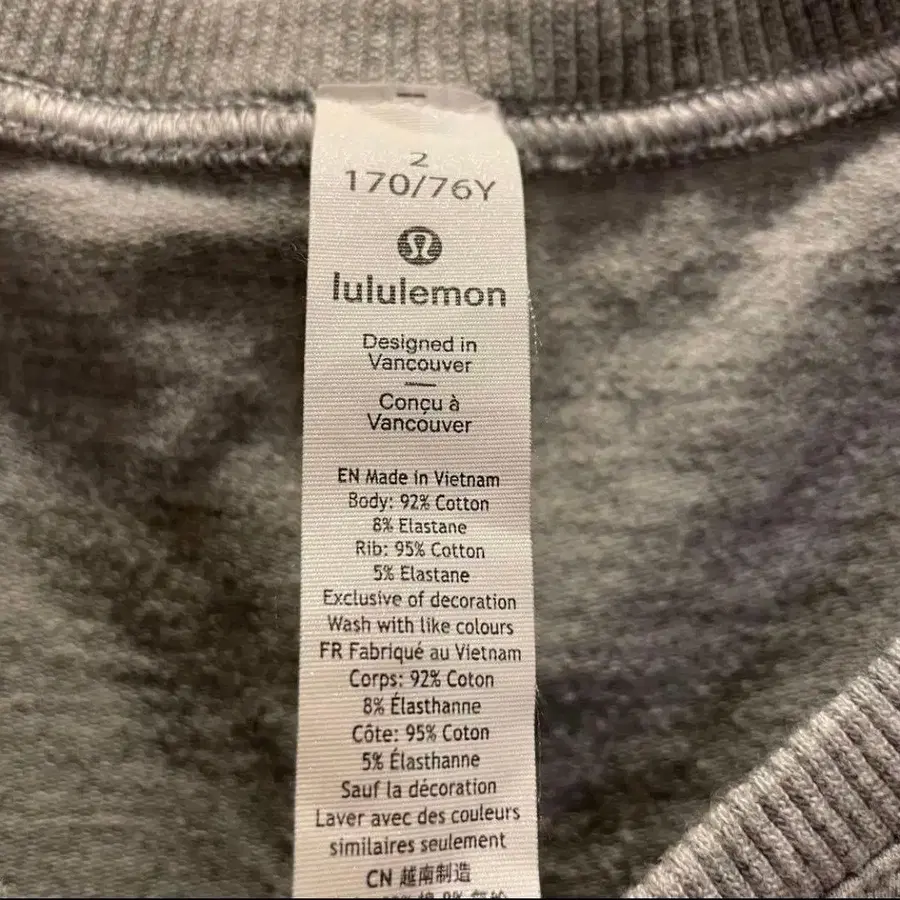 2
170/76Y
lululemon
Designed in
Vancouver
Conçu à
Vancouver
EN Made in Vietnam
Body: 92% Cotton
8% Elastane
Rib: 95% Cotton
5% Elastane
Exclusive of decoration
Wash with like colours
FR Fabriqué au Vietnam
Corps: 92% Coton
8% Élasthanne
Côte: 95% Coton
5% Élasthanne
Sauf la décoration
Laver avec des couleurs
similaires seulement
CN 越南制造